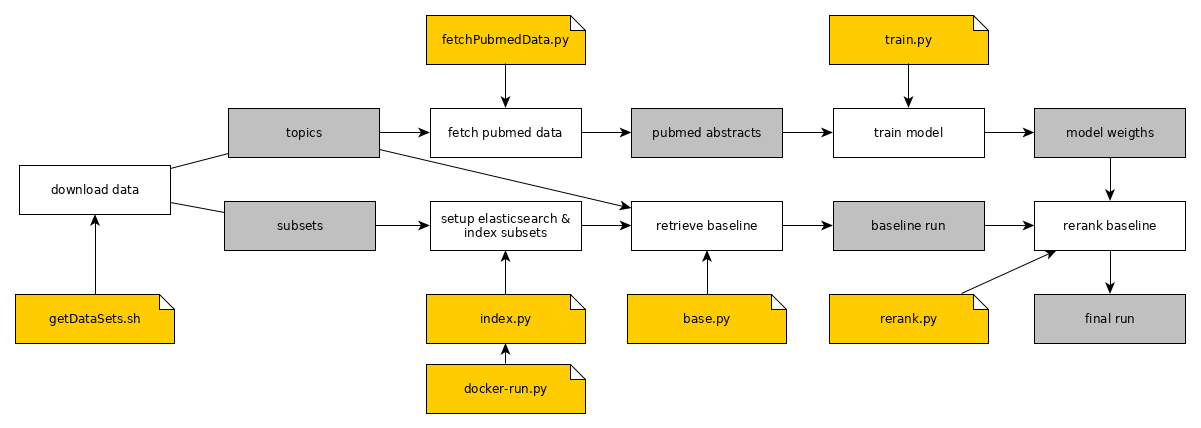 fetchPubmedData.py
train.py
topics
fetch pubmed data
pubmed abstracts
train model
model weigths
download data
subsets
setup elasticsearch &
index subsets
retrieve baseline
baseline run
rerank baseline
getDataSets.sh
index.py
base.py
rerank.py
final run
docker-run.py